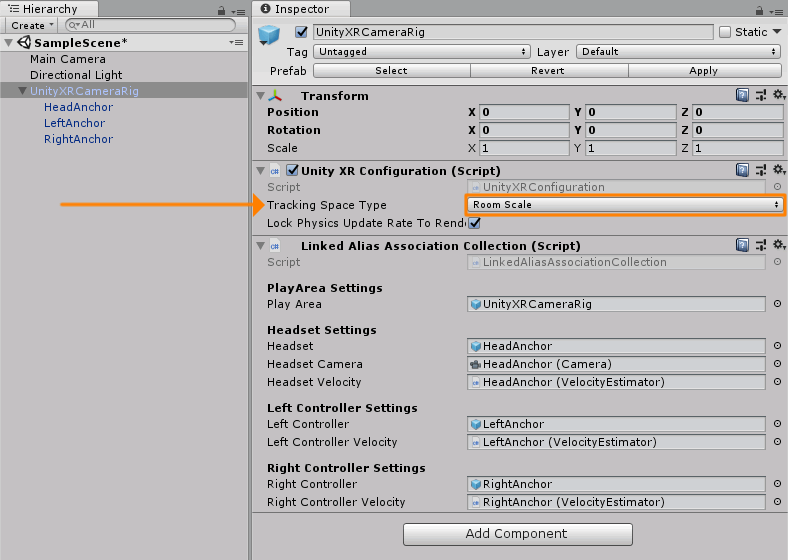 Hierarchy
Create
All
SampleScene*
Main Camera
Directional Light
UnityXRCameraRig
HeadAnchor
LeftAnchor
RightAnchor
Inspector
UnityXRCameraRig Static
Tag Untagged Layer Default
Prefab Select Revert Apply
Transform
Position X 0 Y 0 Z 0
Rotation X 0 Y 0 Z 0
Scale X 1 Y 1 Z 1
Unity XR Configuration (Script)
Script UnityXRConfiguration
Tracking Space Type Room Scale
Lock Physics Update Rate To Rend
Linked Alias Association Collection (Script)
Script LinkedAliasAssociationCollection
PlayArea Settings
Play Area UnityXRCameraRig
Headset Settings
Headset HeadAnchor
Headset Camera HeadAnchor (Camera)
Headset Velocity HeadAnchor (VelocityEstimator)
Left Controller Settings
Left Controller LeftAnchor
Left Controller Velocity LeftAnchor (VelocityEstimator)
Right Controller Settings
Right Controller RightAnchor
Right Controller Velocity RightAnchor (VelocityEstimator)
Add Component